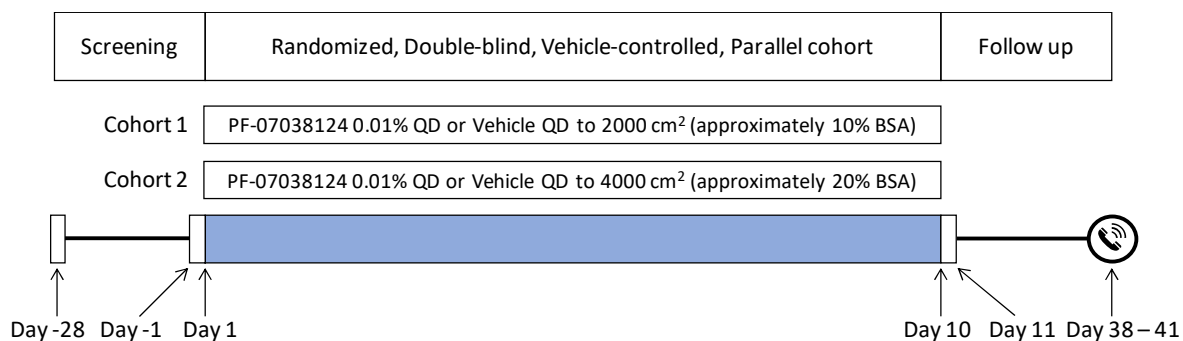 Screening
Randomized, Double-blind, Vehicle-controlled, Parallel cohort
Follow up
Cohort 1
PF-07038124 0.01% QD or Vehicle QD to 2000 cm² (approximately 10% BSA)
Cohort 2
PF-07038124 0.01% QD or Vehicle QD to 4000 cm² (approximately 20% BSA)
Day -28
Day -1
Day 1
Day 10
Day 11
Day 38 – 41